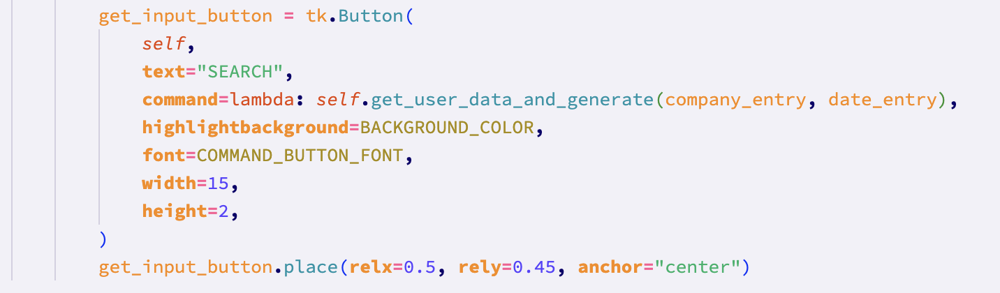 get_input_button = tk.Button(
self,
text="SEARCH",
command=lambda: self.get_user_data_and_generate(company_entry, date_entry),
highlightbackground=BACKGROUND_COLOR,
font=COMMAND_BUTTON_FONT,
width=15,
height=2,
)
get_input_button.place(relx=0.5, rely=0.45, anchor="center")